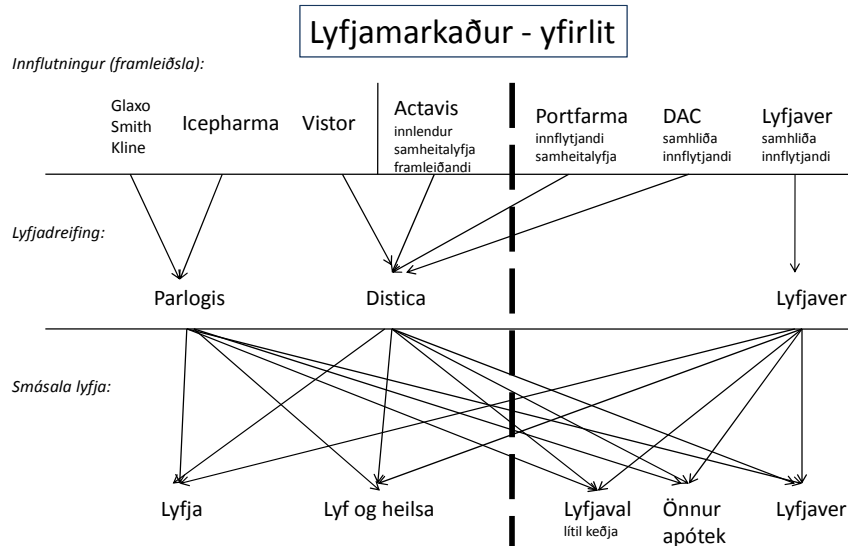 Lyfjamarkaður - yfirlit
Innflutningur (framleiðsla):
Glaxo
Smith
Kline
Icepharma
Vistor
Actavis
innlendur
samheitalyfja
framleiðandi
Portfarma
innflytjandi
samheitalyfja
DAC
samhliða
innflytjandi
Lyfjaver
samhliða
innflytjandi
Lyfjadreifing:
Parlogis
Distica
Lyfjaver
Smásala lyfja:
Lyfja
Lyf og heilsa
Lyfjaval
lítil keðja
Önnur
apótek
Lyfjaver